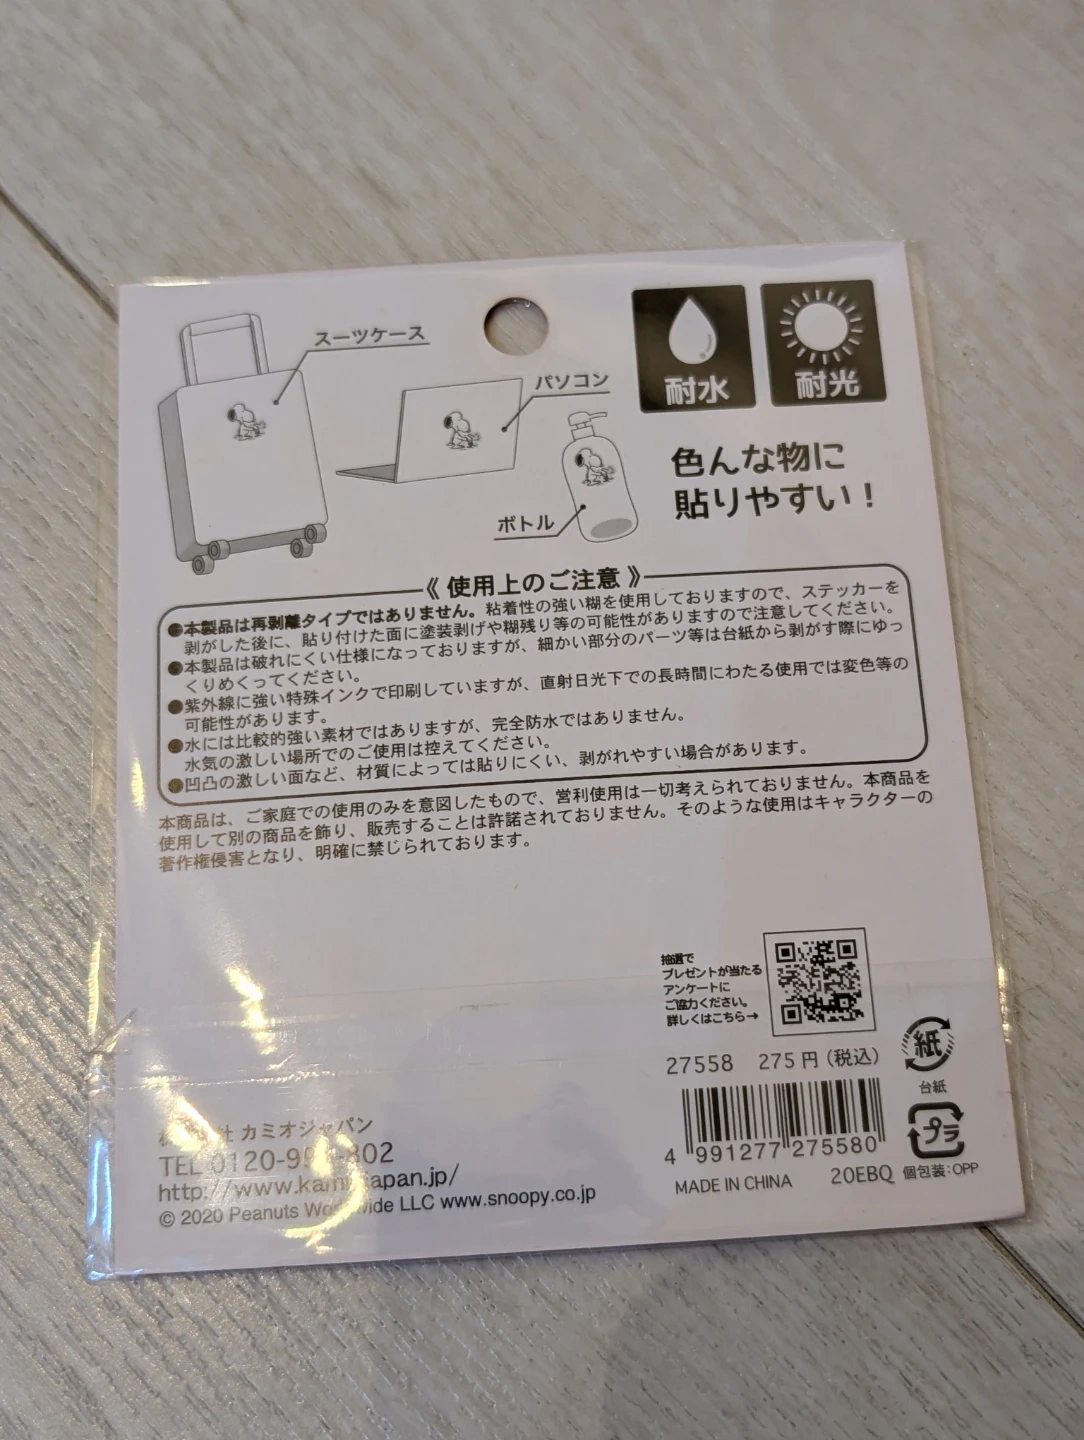 スーツケース
パソコン
ボトル
耐水
耐光
色んな物に
貼りやすい！
《 使用上のご注意 》
●本製品は再剥離タイプではありません。粘着性の強い糊を使用しておりますので、ステッカーを
剥がした後に、貼り付けた面に塗装剥げや糊残り等の可能性がありますので注意してください。
●本製品は破れにくい仕様になっておりますが、細かい部分のパーツ等は台紙から剥がす際にゆっ
くりめくってください。
●紫外線に強い特殊インクで印刷していますが、直射日光下での長時間にわたる使用では変色等の
可能性があります。
●水には比較的強い素材ではありますが、完全防水ではありません。
水気の激しい場所でのご使用は控えてください。
●凹凸の激しい面など、材質によっては貼りにくい、剥がれやすい場合があります。
本商品は、ご家庭での使用のみを意図したもので、営利使用は一切考えられておりません。本商品を
使用して別の商品を飾り、販売することは許諾されておりません。そのような使用はキャラクターの
著作権侵害となり、明確に禁じられております。
抽選で
プレゼントが当たる
アンケートに
ご協力ください。
詳しくはこちら→
27558 275円(税込)
紙
台紙
プラ
個包装:OPP
4 991277 275580
MADE IN CHINA 20EBQ
カミオジャパン
TEL 0120-99 -802
http://www.kam japan.jp/
© 2020 Peanuts Worldwide LLC www.snoopy.co.jp